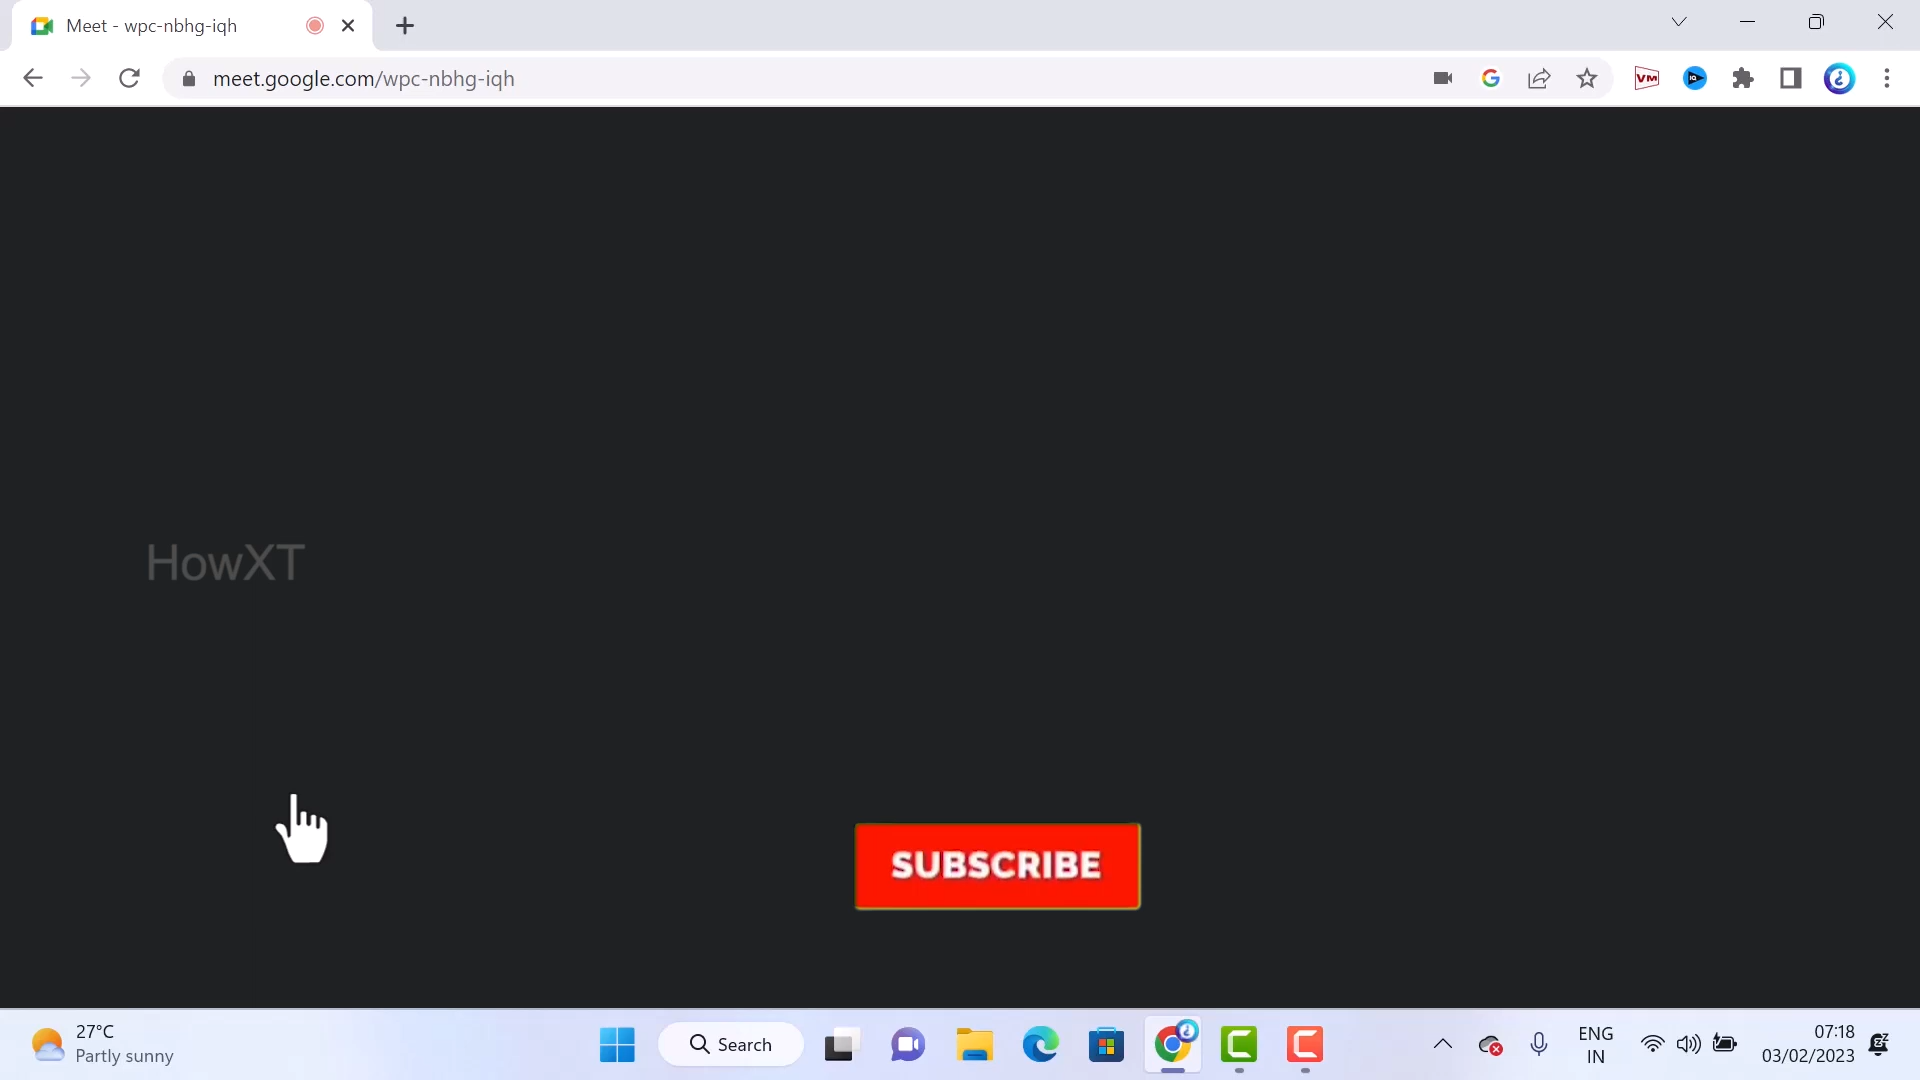 Meet - wpc-nbhg-iqh
meet.google.com/wpc-nbhg-iqh
VM
HowXT
SUBSCRIBE
27°C
Partly sunny
Search
ENG
IN
07:18
03/02/2023